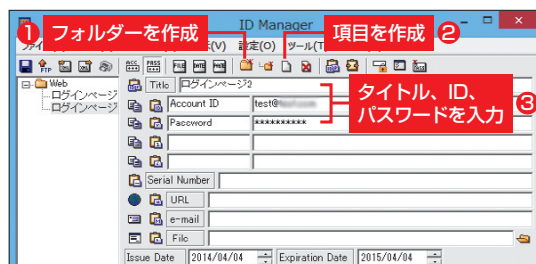 ID Manager
❶ フォルダーを作成
項目を作成 ❷
(V) 設定(O) ツール(T)
Web
ログインページ
ログインページ
Title ログインページ2
Account ID test@
Password **********
タイトル、ID、
パスワードを入力 ❸
Serial Number
URL
e-mail
File
Issue Date 2014/04/04 Expiration Date 2015/04/04